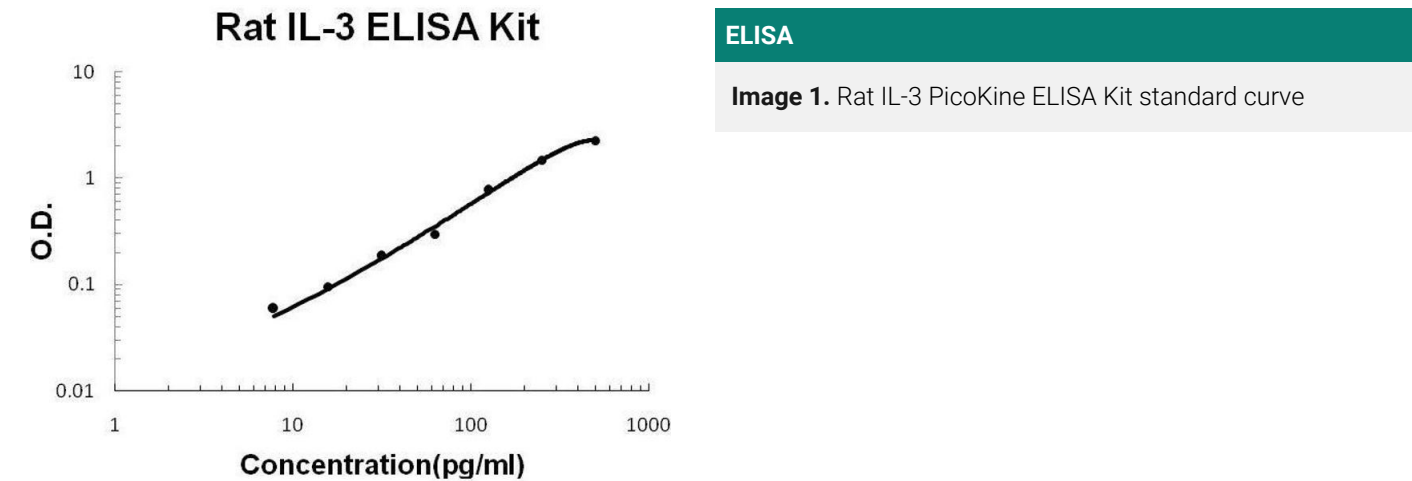 Rat IL-3 ELISA Kit
10
1
0.1
0.01
O.D.
1 10 100 1000
Concentration(pg/ml)
ELISA
Image 1. Rat IL-3 PicoKine ELISA Kit standard curve